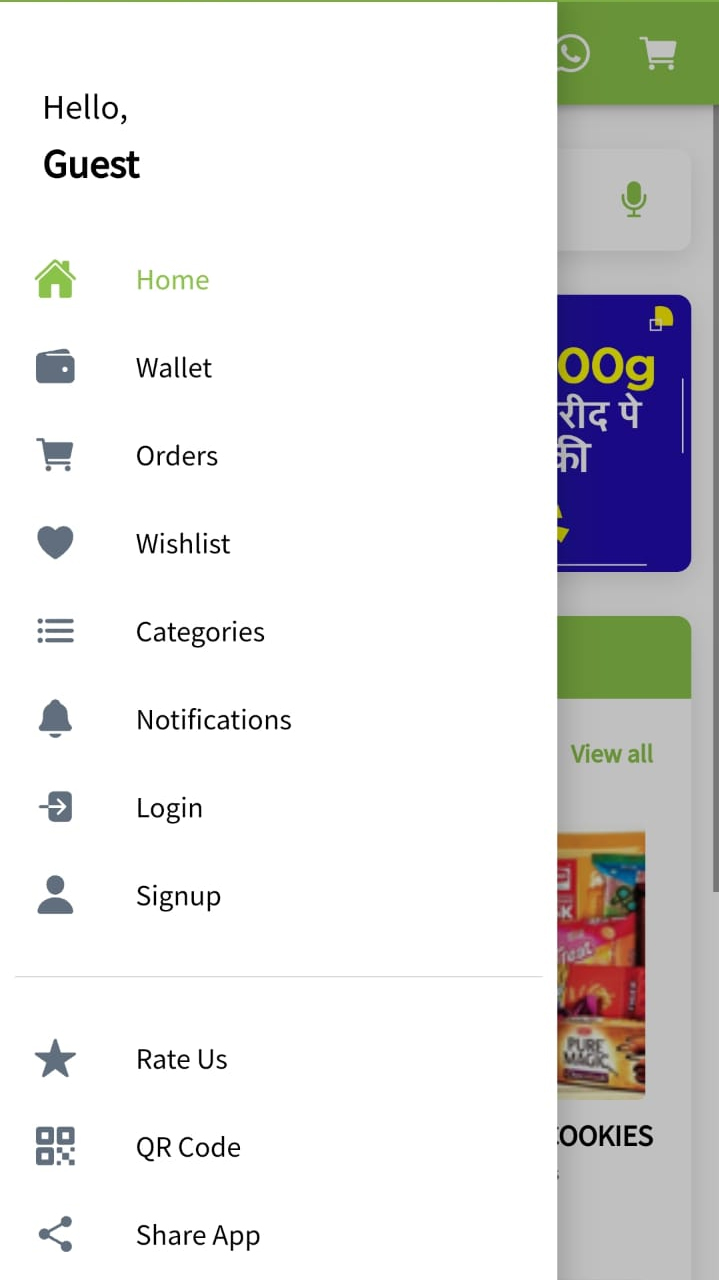 Hello,
Guest
Home
Wallet
Orders
Wishlist
Categories
Notifications
Login
Signup
Rate Us
QR Code
Share App
00g
रीद पे
की
View all
Treat
PURE
MAGIC
OOKIES